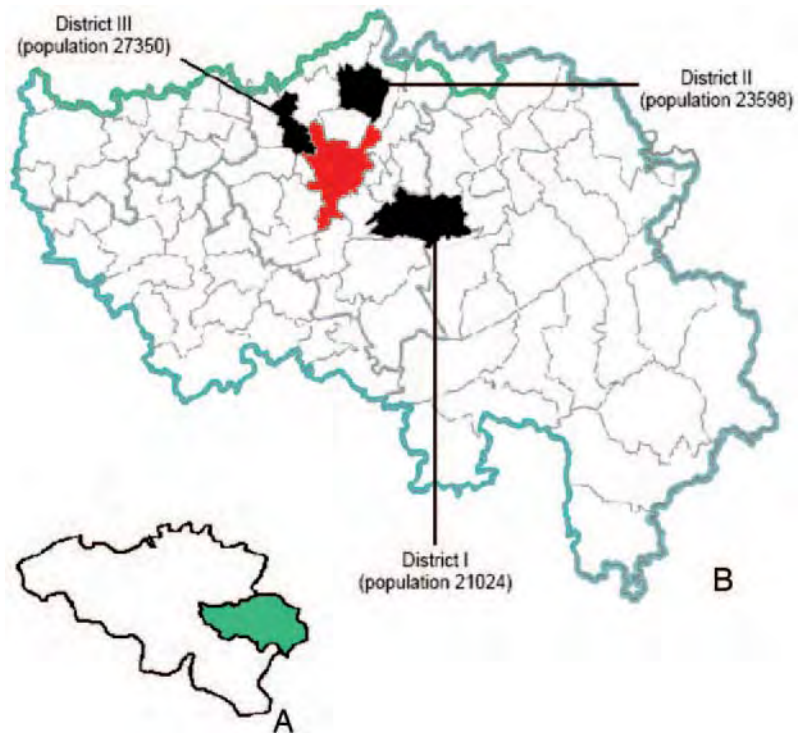 District III
(population 27350)
District II
(population 23598)
District I
(population 21024)
B
A